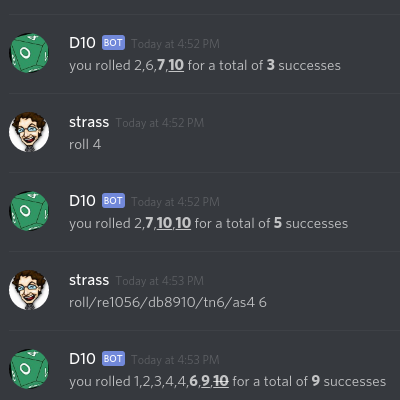 D10 BOT Today at 4:52 PM
you rolled 2,6,7,10 for a total of 3 successes
strass Today at 4:52 PM
roll 4
D10 BOT Today at 4:52 PM
you rolled 2,7,10,10 for a total of 5 successes
strass Today at 4:53 PM
roll/re1056/db8910/tn6/as4 6
D10 BOT Today at 4:53 PM
you rolled 1,2,3,4,4,6,9,10 for a total of 9 successes